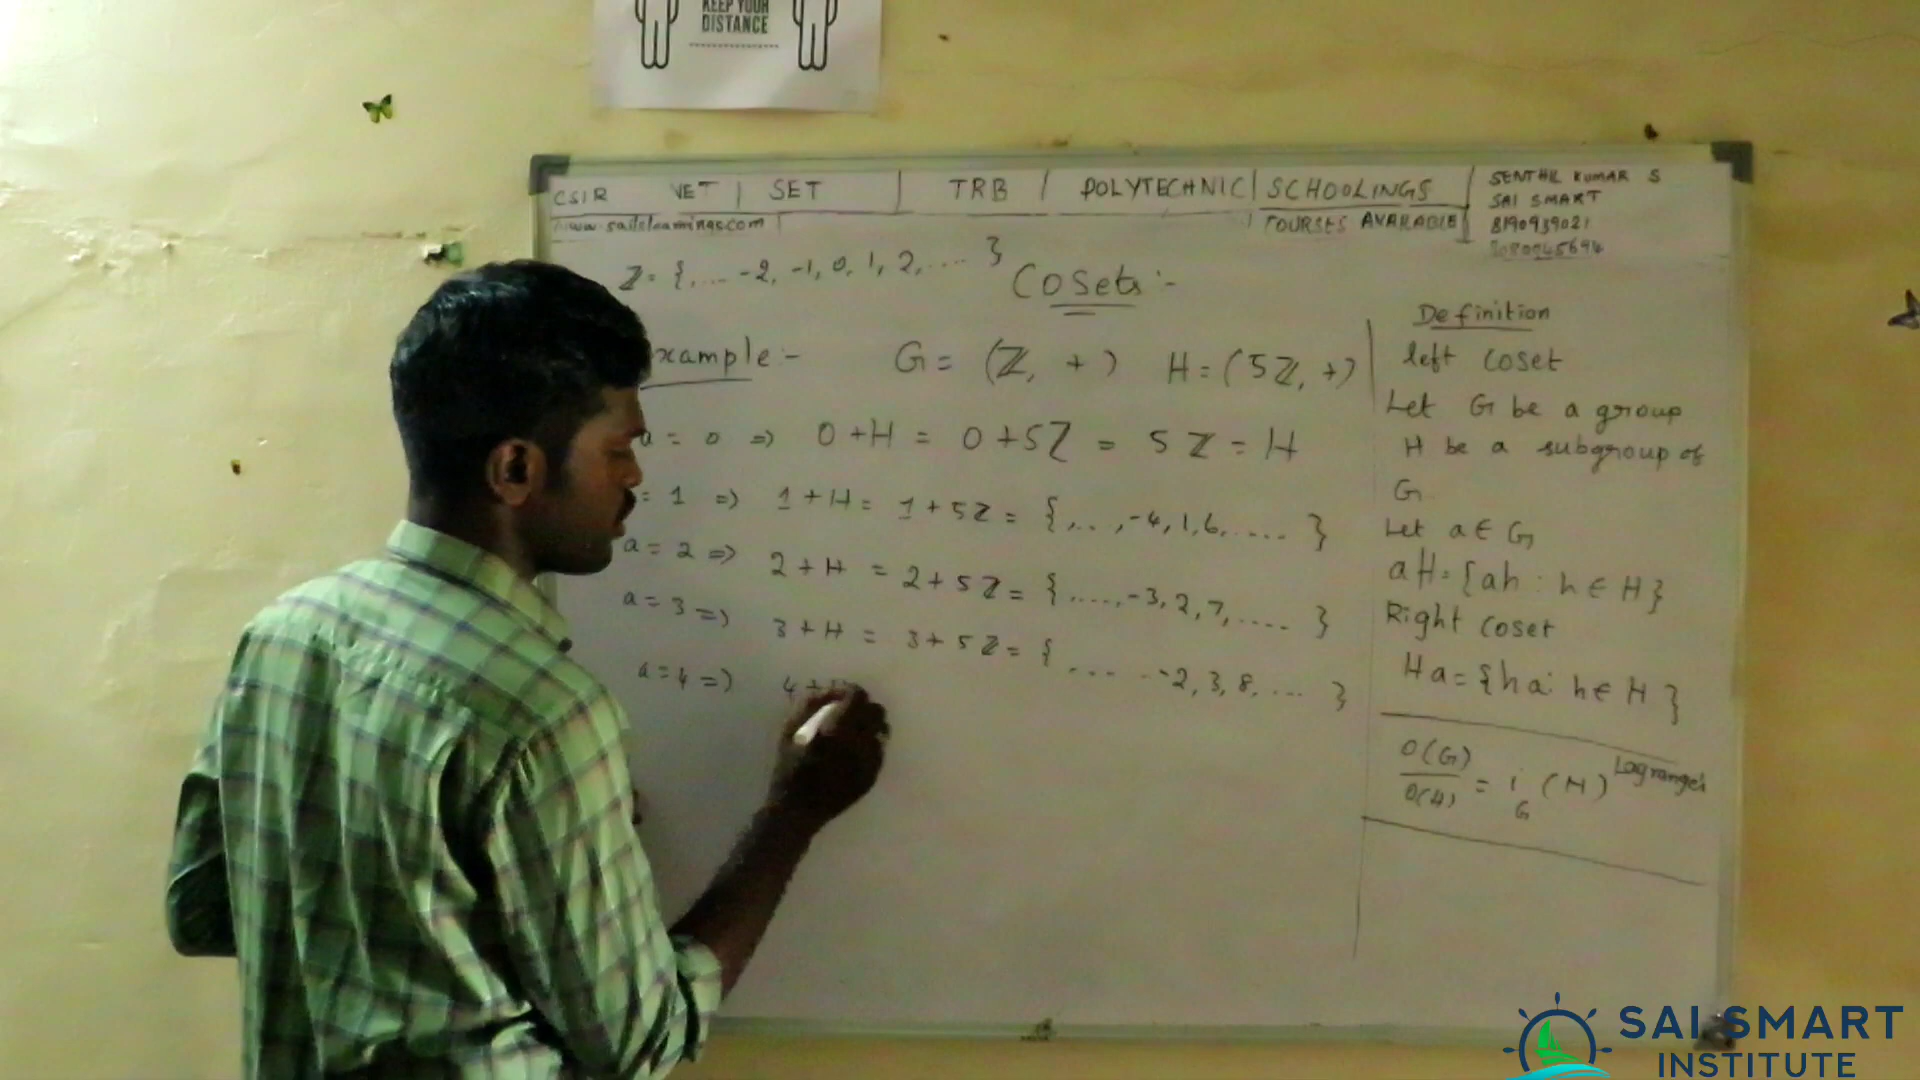 KEEP YOUR
DISTANCE
CSIR NET | SET | TRB | POLYTECHNIC | SCHOOLINGS
COURSES AVAILABLE
SENTHIL KUMAR S
SAI SMART
8190939021
Z = {, ... -2, -1, 0, 1, 2, .... }
Cosets :-
xample :- G = (Z, +) H = (5Z, +)
a = 0 => 0 + H = 0 + 5Z = 5Z = H
= 1 => 1 + H = 1 + 5Z = {, .. , -4, 1, 6, ..... }
a = 2 => 2 + H = 2 + 5Z = {, ...., -3, 2, 7, ..... }
a = 3 => 3 + H = 3 + 5Z = { .... .. -2, 3, 8, .... }
a = 4 => 4 + H
Definition
left coset
Let G be a group
H be a subgroup of
G
Let a ∈ G
aH = {ah : h ∈ H}
Right coset
Ha = {ha : h ∈ H}
O(G) / O(H) = i_G (H) Lagrange's
SAI SMART
INSTITUTE